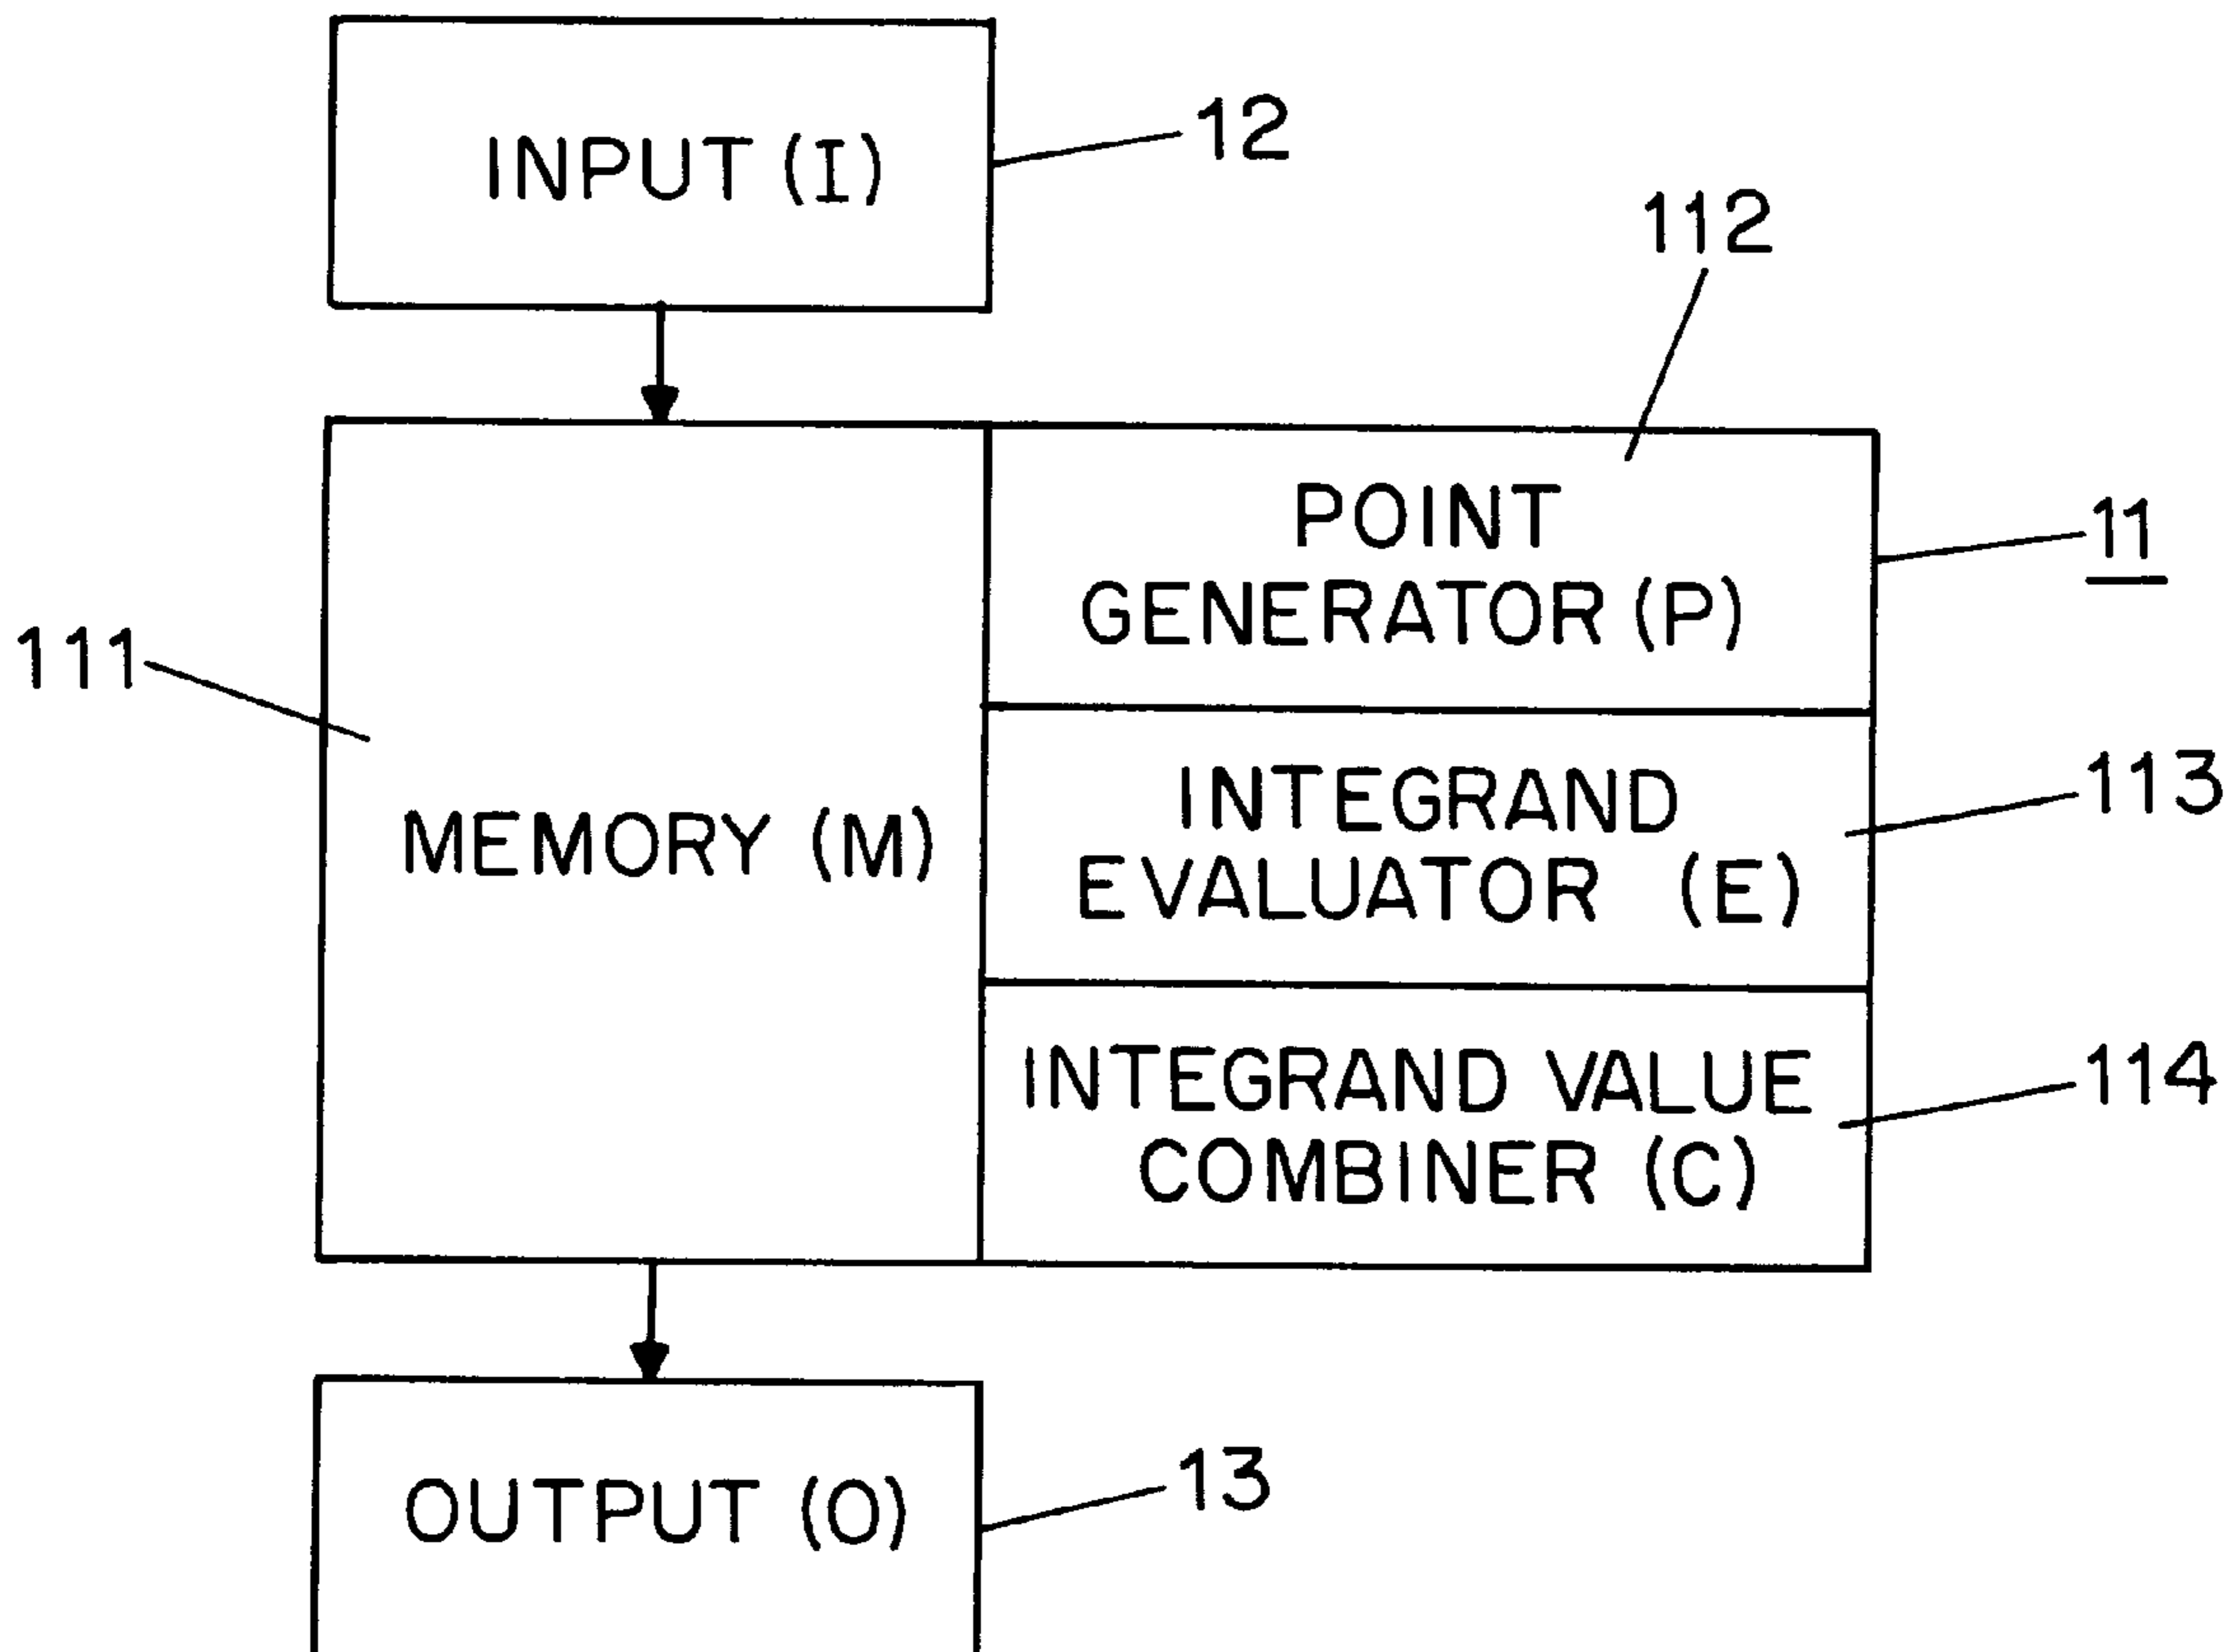 INPUT (I)
12
112
POINT
GENERATOR (P)
11
111
MEMORY (M)
INTEGRAND
EVALUATOR (E)
113
INTEGRAND VALUE
COMBINER (C)
114
OUTPUT (O)
13